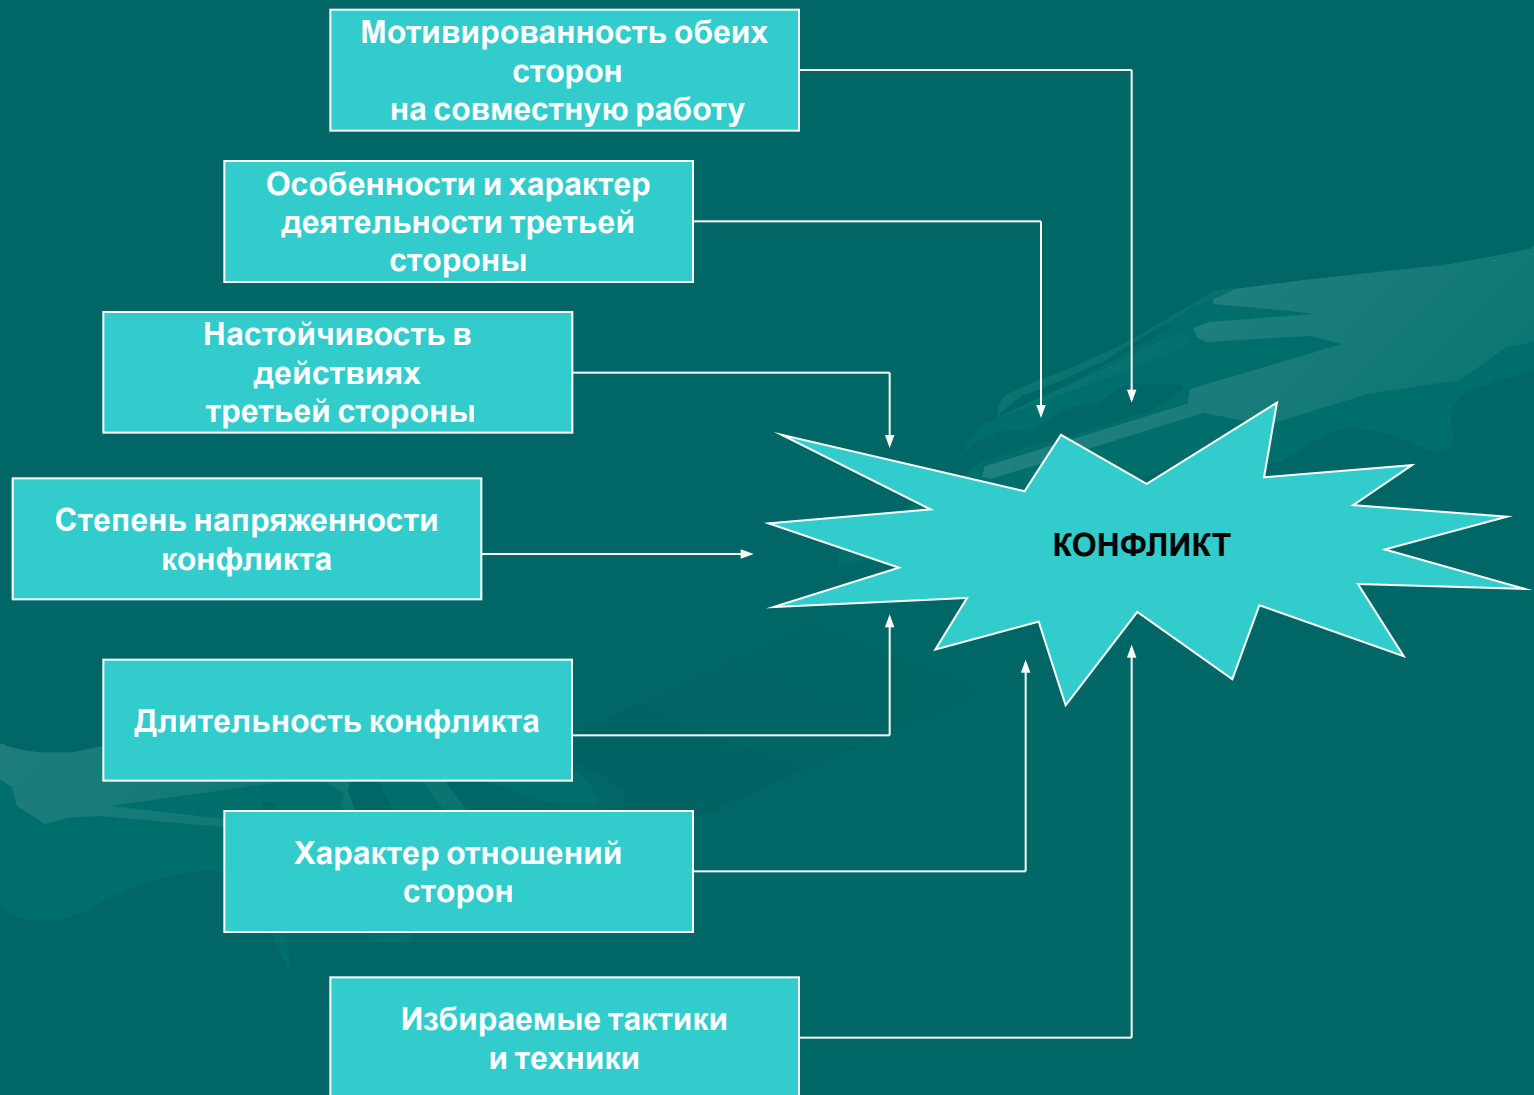 Мотивированность обеих
сторон
на совместную работу
Особенности и характер
деятельности третьей
стороны
Настойчивость в
действиях
третьей стороны
Степень напряженности
конфликта
КОНФЛИКТ
Длительность конфликта
Характер отношений
сторон
Избираемые тактики
и техники